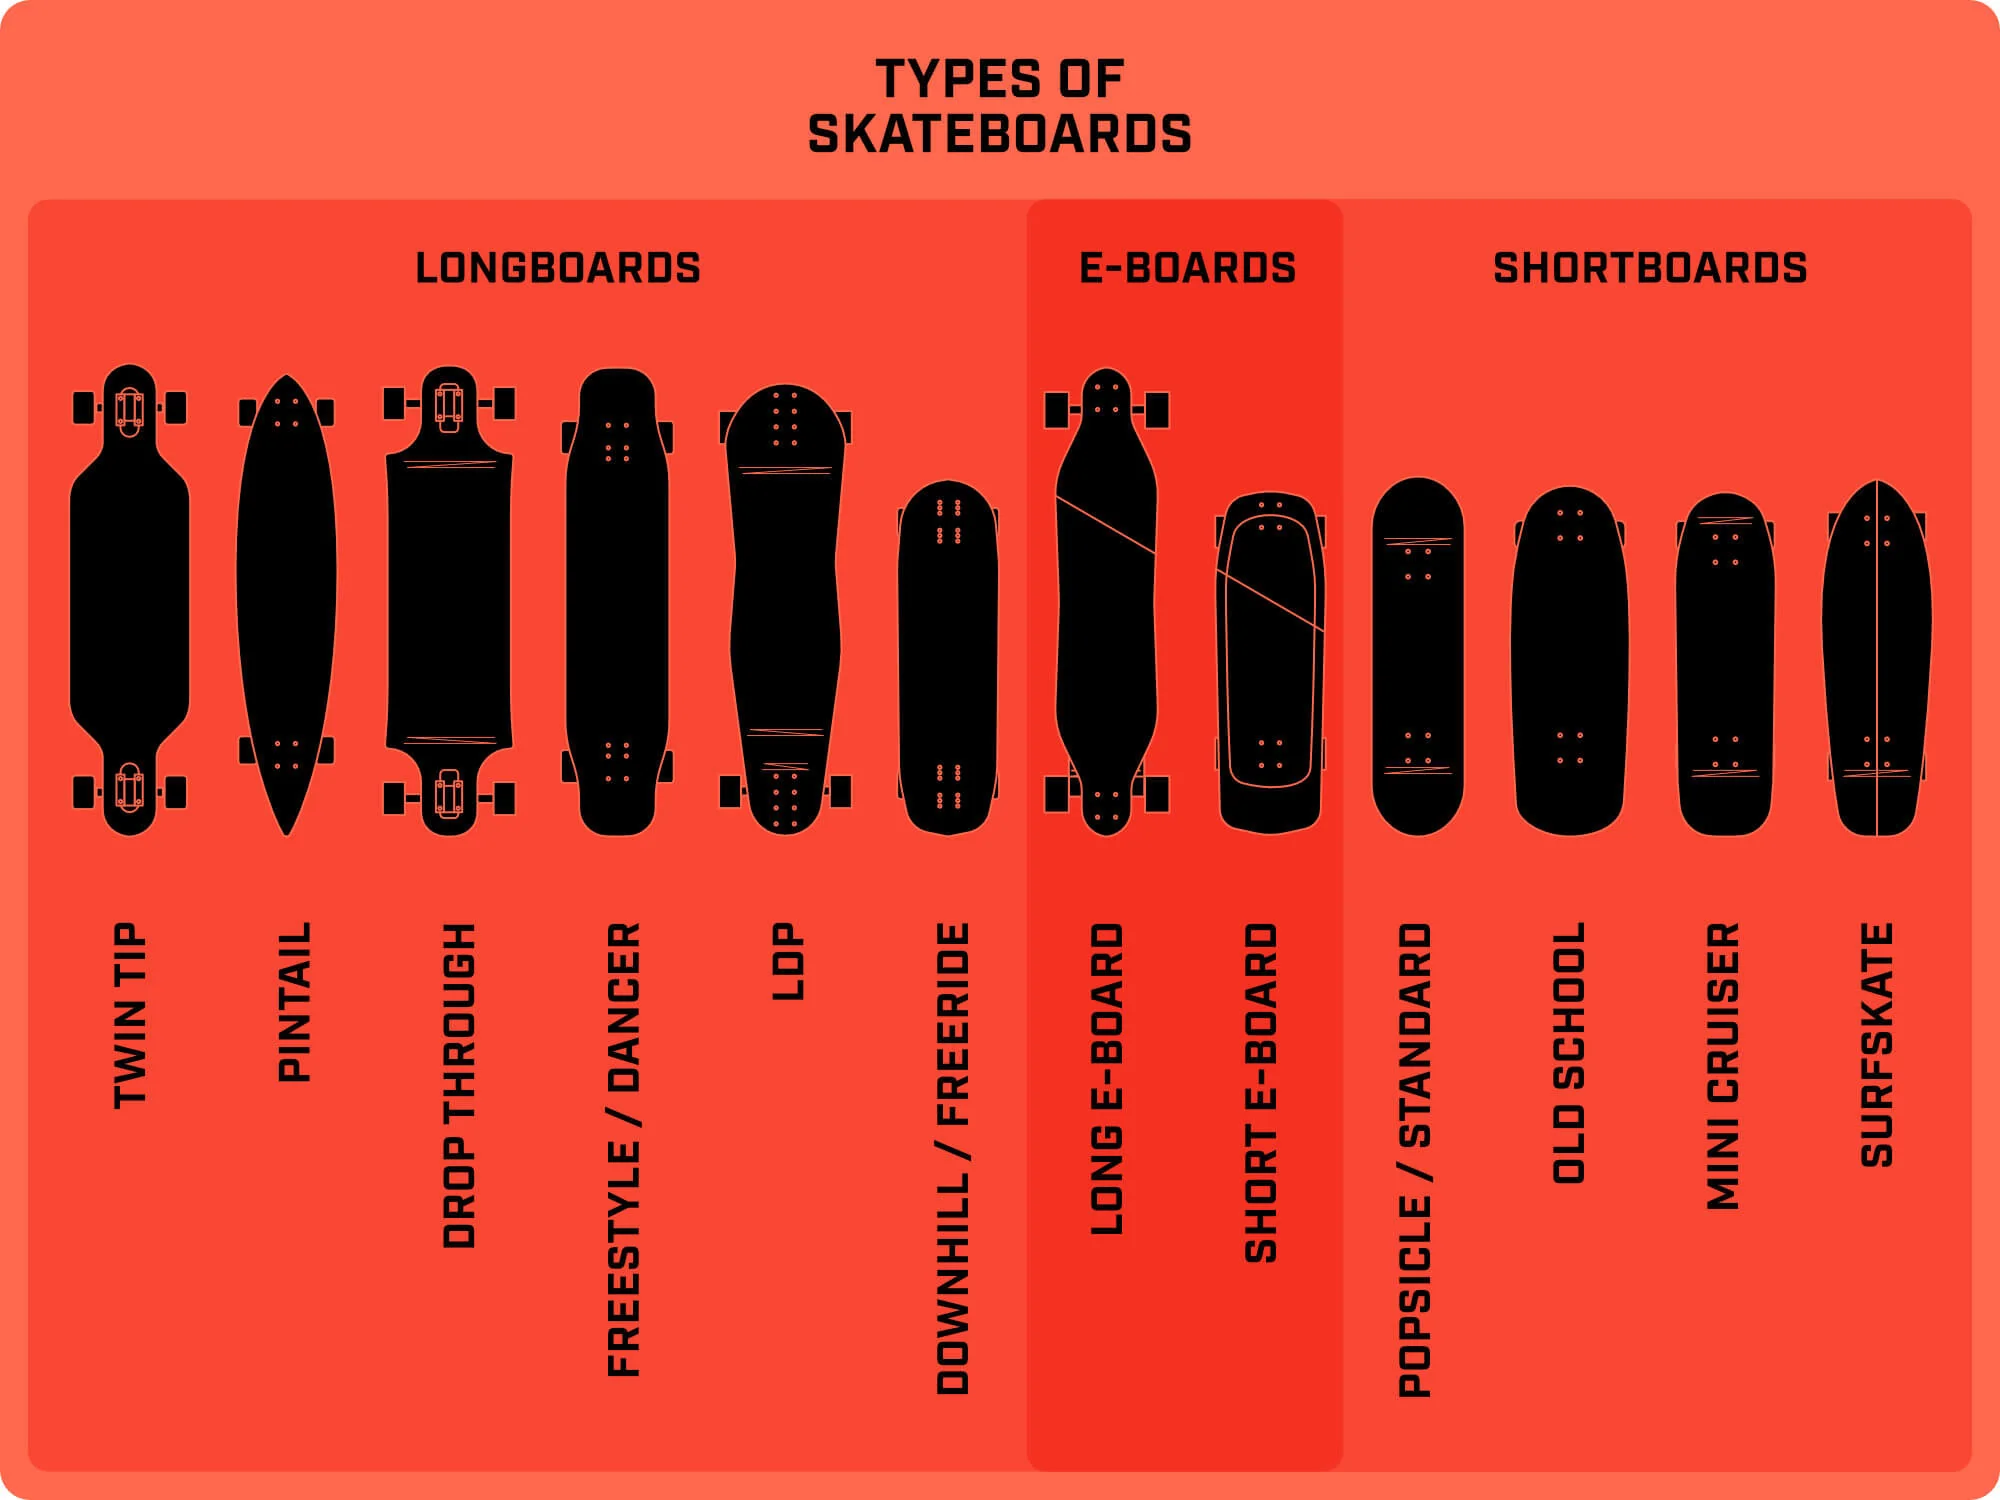 TYPES OF
SKATEBOARDS
LONGBOARDS
E-BOARDS
SHORTBOARDS
TWIN TIP
PINTAIL
DROP THROUGH
FREESTYLE / DANCER
LDP
DOWNHILL / FREERIDE
LONG E-BOARD
SHORT E-BOARD
POPSICLE / STANDARD
OLD SCHOOL
MINI CRUISER
SURFSKATE